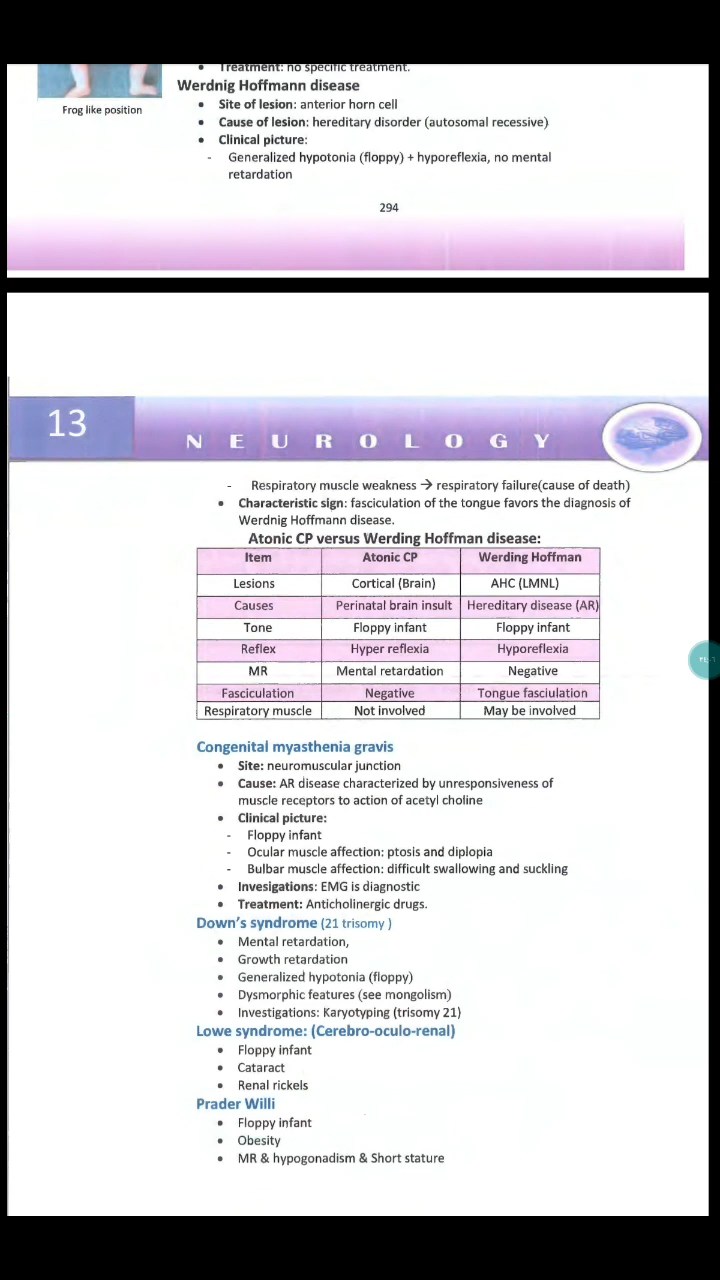 Treatment: no specific treatment.
Frog like position
Werdnig Hoffmann disease
• Site of lesion: anterior horn cell
• Cause of lesion: hereditary disorder (autosomal recessive)
• Clinical picture:
- Generalized hypotonia (floppy) + hyporeflexia, no mental
retardation
294
13
NEUROLOGY
- Respiratory muscle weakness → respiratory failure(cause of death)
• Characteristic sign: fasciculation of the tongue favors the diagnosis of
Werdnig Hoffmann disease.
Atonic CP versus Werding Hoffman disease:
Item Atonic CP Werding Hoffman
Lesions Cortical (Brain) AHC (LMNL)
Causes Perinatal brain insult Hereditary disease (AR)
Tone Floppy infant Floppy infant
Reflex Hyper reflexia Hyporeflexia
MR Mental retardation Negative
Fasciculation Negative Tongue fasciulation
Respiratory muscle Not involved May be involved
Congenital myasthenia gravis
• Site: neuromuscular junction
• Cause: AR disease characterized by unresponsiveness of
muscle receptors to action of acetyl choline
• Clinical picture:
- Floppy infant
- Ocular muscle affection: ptosis and diplopia
- Bulbar muscle affection: difficult swallowing and suckling
• Invesigations: EMG is diagnostic
• Treatment: Anticholinergic drugs.
Down's syndrome (21 trisomy )
• Mental retardation,
• Growth retardation
• Generalized hypotonia (floppy)
• Dysmorphic features (see mongolism)
• Investigations: Karyotyping (trisomy 21)
Lowe syndrome: (Cerebro-oculo-renal)
• Floppy infant
• Cataract
• Renal rickels
Prader Willi
• Floppy infant
• Obesity
• MR & hypogonadism & Short stature